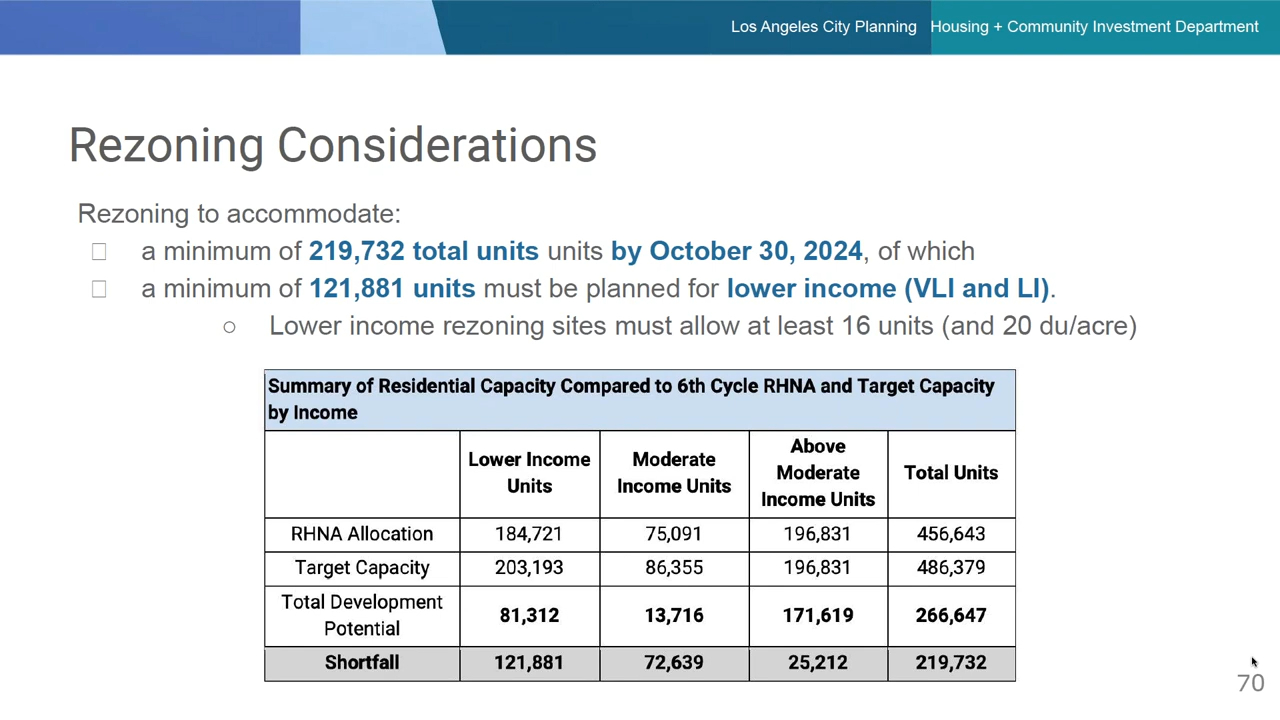 Los Angeles City Planning Housing + Community Investment Department
Rezoning Considerations
Rezoning to accommodate:
a minimum of 219,732 total units units by October 30, 2024, of which
a minimum of 121,881 units must be planned for lower income (VLI and LI).
○ Lower income rezoning sites must allow at least 16 units (and 20 du/acre)
Summary of Residential Capacity Compared to 6th Cycle RHNA and Target Capacity
by Income
Lower Income Units Moderate Income Units Above Moderate Income Units Total Units
RHNA Allocation 184,721 75,091 196,831 456,643
Target Capacity 203,193 86,355 196,831 486,379
Total Development Potential 81,312 13,716 171,619 266,647
Shortfall 121,881 72,639 25,212 219,732
70